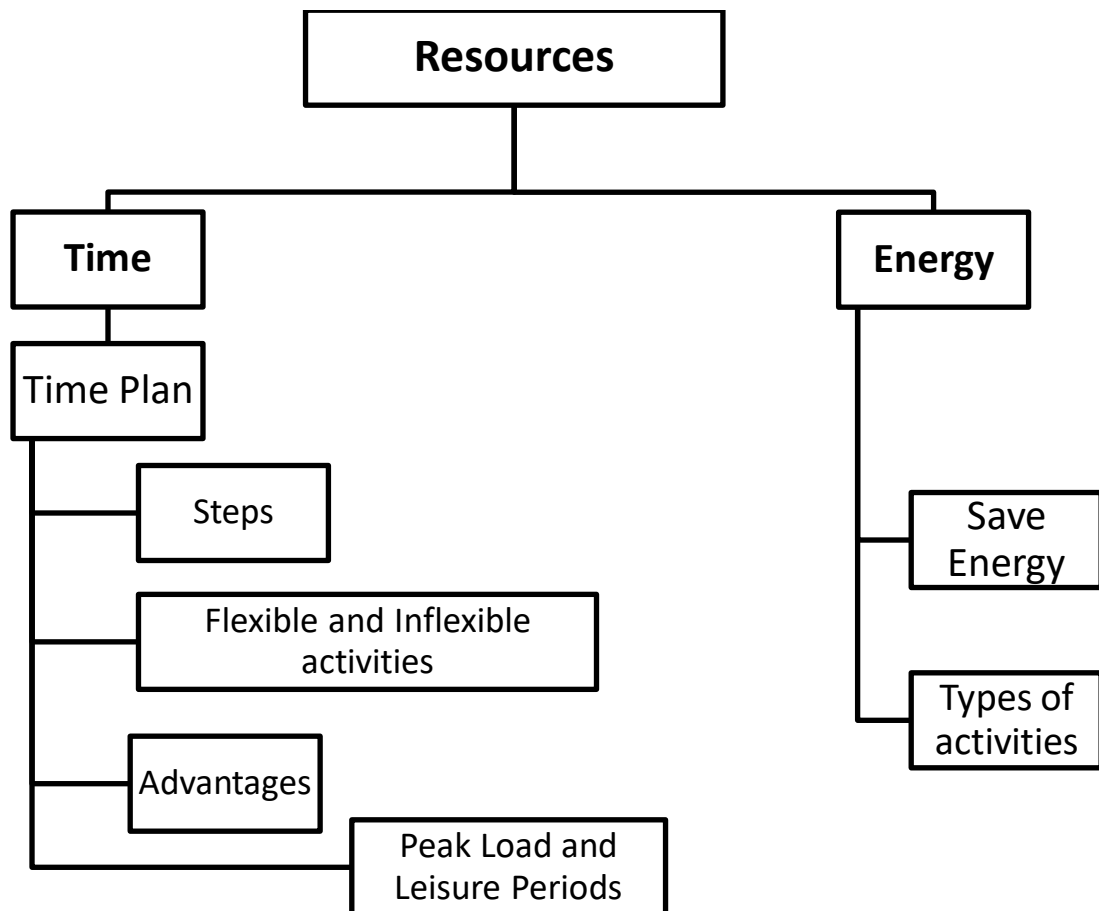 Resources
Time
Energy
Time Plan
Steps
Save
Energy
Flexible and Inflexible
activities
Types of
activities
Advantages
Peak Load and
Leisure Periods